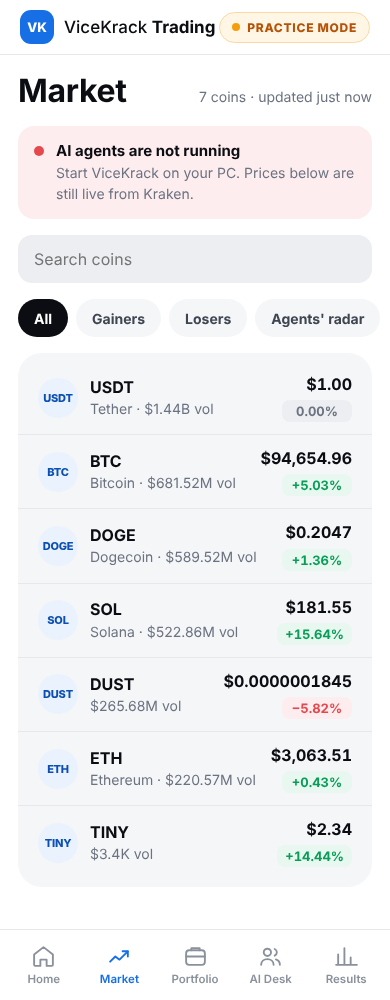 VK ViceKrack Trading PRACTICE MODE
Market 7 coins · updated just now
AI agents are not running
Start ViceKrack on your PC. Prices below are
still live from Kraken.
Search coins
All Gainers Losers Agents' radar
USDT USDT $1.00
Tether · $1.44B vol 0.00%
BTC BTC $94,654.96
Bitcoin · $681.52M vol +5.03%
DOGE DOGE $0.2047
Dogecoin · $589.52M vol +1.36%
SOL SOL $181.55
Solana · $522.86M vol +15.64%
DUST DUST $0.0000001845
$265.68M vol −5.82%
ETH ETH $3,063.51
Ethereum · $220.57M vol +0.43%
TINY TINY $2.34
$3.4K vol +14.44%
Home Market Portfolio AI Desk Results